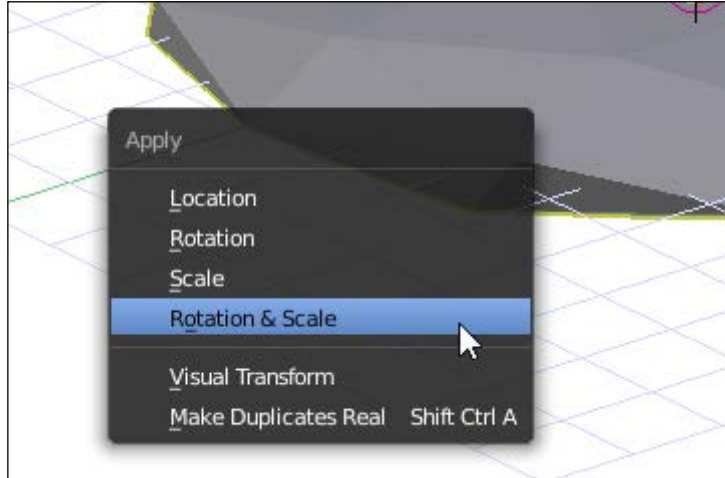 Apply
Location
Rotation
Scale
Rotation & Scale
Visual Transform
Make Duplicates Real Shift Ctrl A